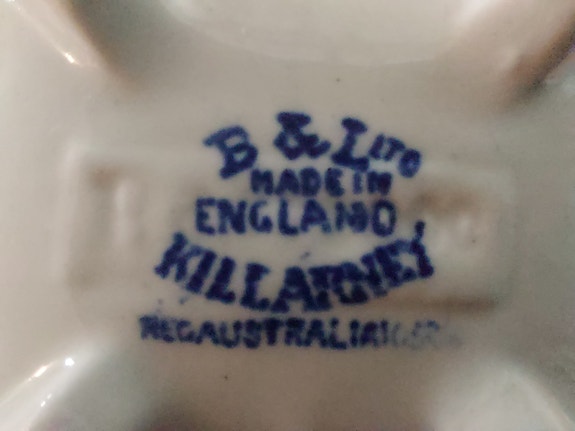 B & L LTD
MADE IN
ENGLAND
KILLARNEY
REG AUSTRALIA